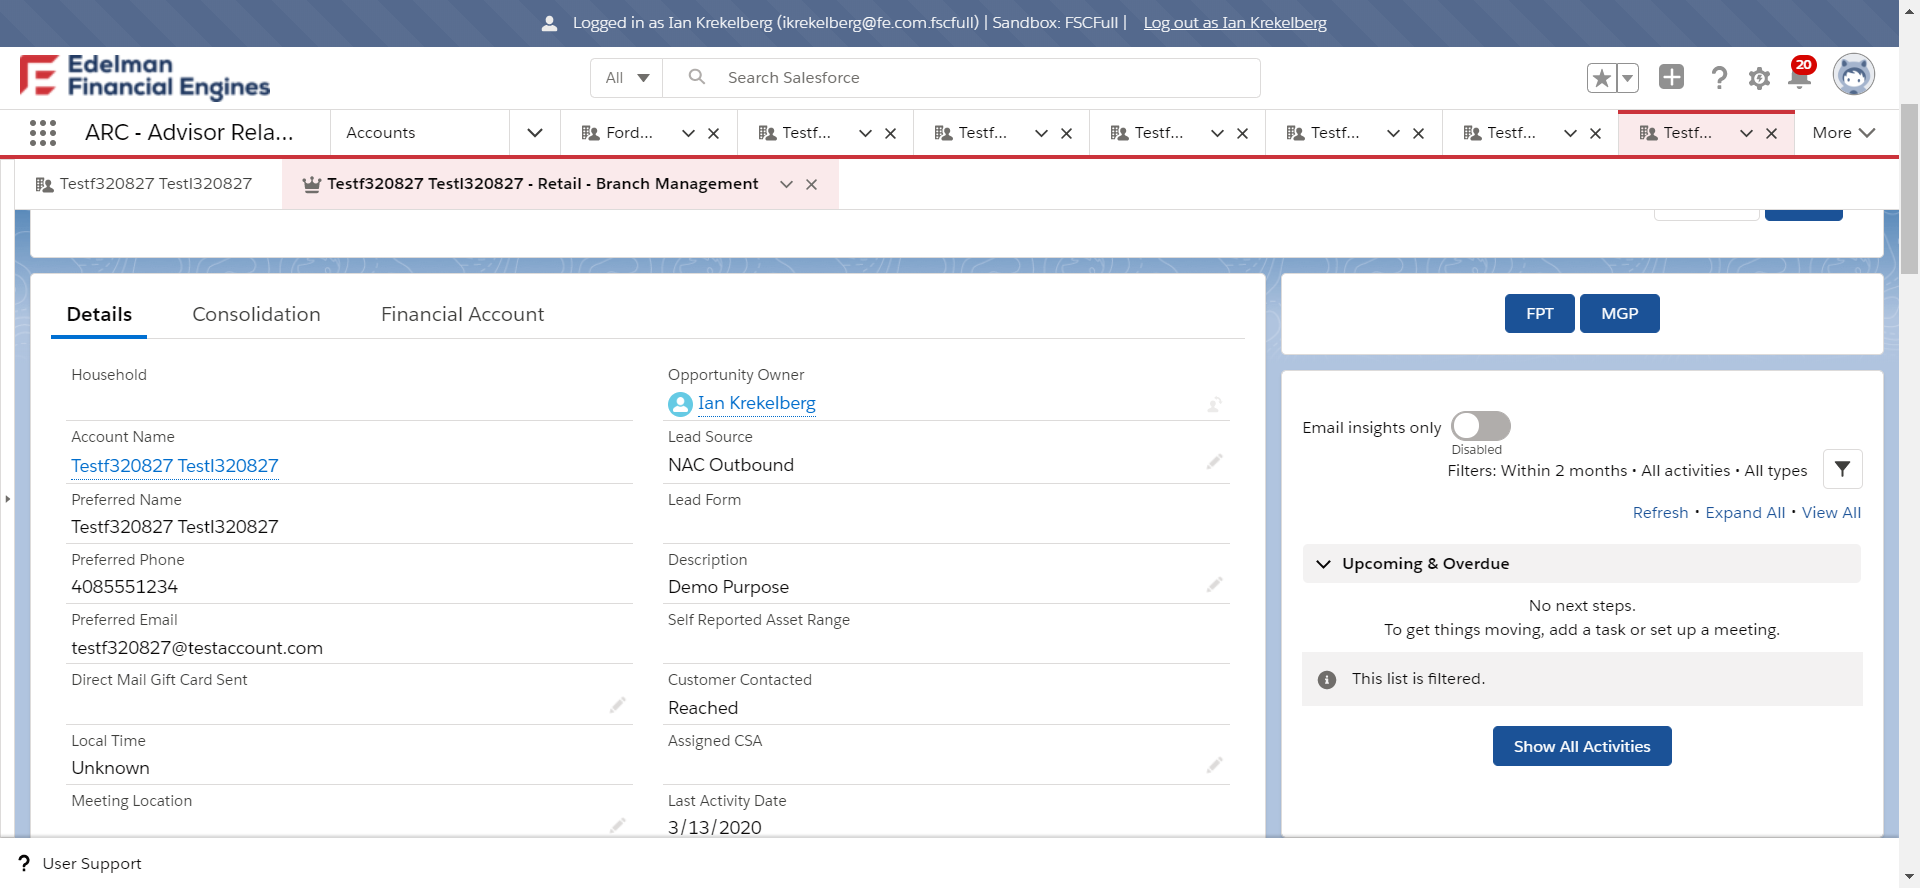 Logged in as Ian Krekelberg (ikrekelberg@fe.com.fscfull) | Sandbox: FSCFull | Log out as Ian Krekelberg
Edelman
Financial Engines
All
Search Salesforce
20
ARC - Advisor Rela...
Accounts
Ford...
Testf...
Testf...
Testf...
Testf...
Testf...
Testf...
More
Testf320827 Testl320827
Testf320827 Testl320827 - Retail - Branch Management
Details
Consolidation
Financial Account
Household
Account Name
Testf320827 Testl320827
Preferred Name
Testf320827 Testl320827
Preferred Phone
4085551234
Preferred Email
testf320827@testaccount.com
Direct Mail Gift Card Sent
Local Time
Unknown
Meeting Location
Opportunity Owner
Ian Krekelberg
Lead Source
NAC Outbound
Lead Form
Description
Demo Purpose
Self Reported Asset Range
Customer Contacted
Reached
Assigned CSA
Last Activity Date
3/13/2020
FPT
MGP
Email insights only
Disabled
Filters: Within 2 months • All activities • All types
Refresh • Expand All • View All
Upcoming & Overdue
No next steps.
To get things moving, add a task or set up a meeting.
This list is filtered.
Show All Activities
? User Support